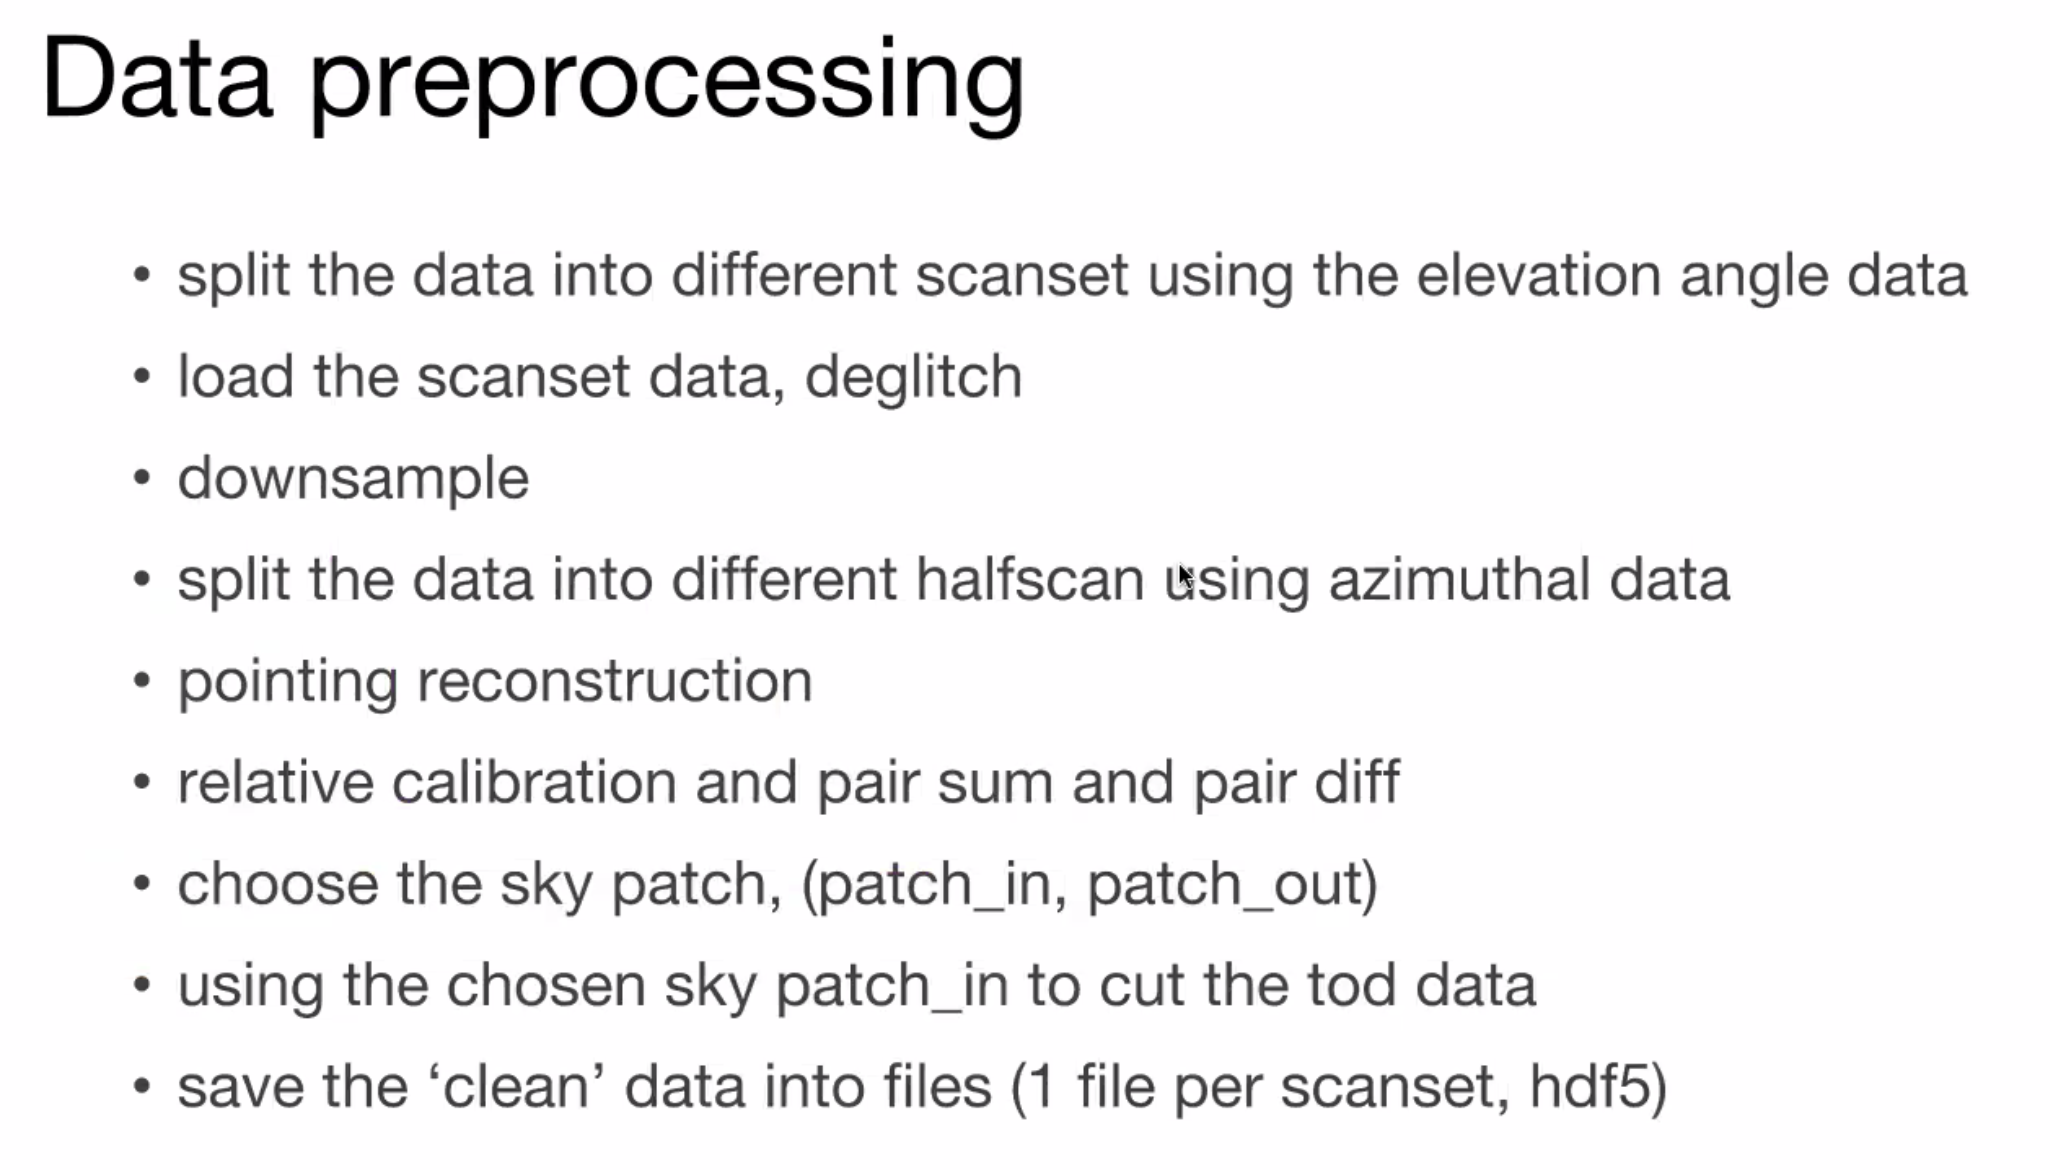 Data preprocessing
• split the data into different scanset using the elevation angle data
• load the scanset data, deglitch
• downsample
• split the data into different halfscan using azimuthal data
• pointing reconstruction
• relative calibration and pair sum and pair diff
• choose the sky patch, (patch_in, patch_out)
• using the chosen sky patch_in to cut the tod data
• save the ‘clean’ data into files (1 file per scanset, hdf5)